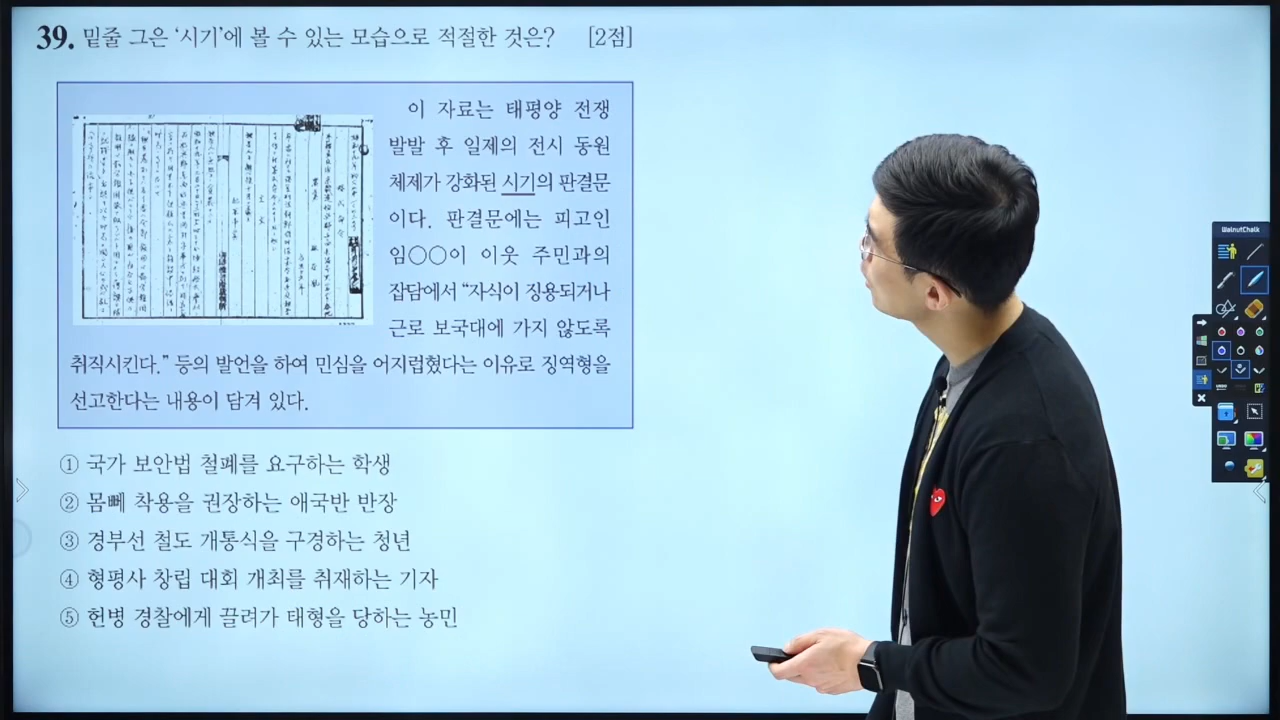 39. 밑줄 그은 '시기'에 볼 수 있는 모습으로 적절한 것은? [2점]
이 자료는 태평양 전쟁
발발 후 일제의 전시 동원
체제가 강화된 시기의 판결문
이다. 판결문에는 피고인
임○○이 이웃 주민과의
잡담에서 “자식이 징용되거나
근로 보국대에 가지 않도록
취직시킨다.” 등의 발언을 하여 민심을 어지럽혔다는 이유로 징역형을
선고한다는 내용이 담겨 있다.
① 국가 보안법 철폐를 요구하는 학생
② 몸뻬 착용을 권장하는 애국반 반장
③ 경부선 철도 개통식을 구경하는 청년
④ 형평사 창립 대회 개최를 취재하는 기자
⑤ 헌병 경찰에게 끌려가 태형을 당하는 농민
WalnutChalk